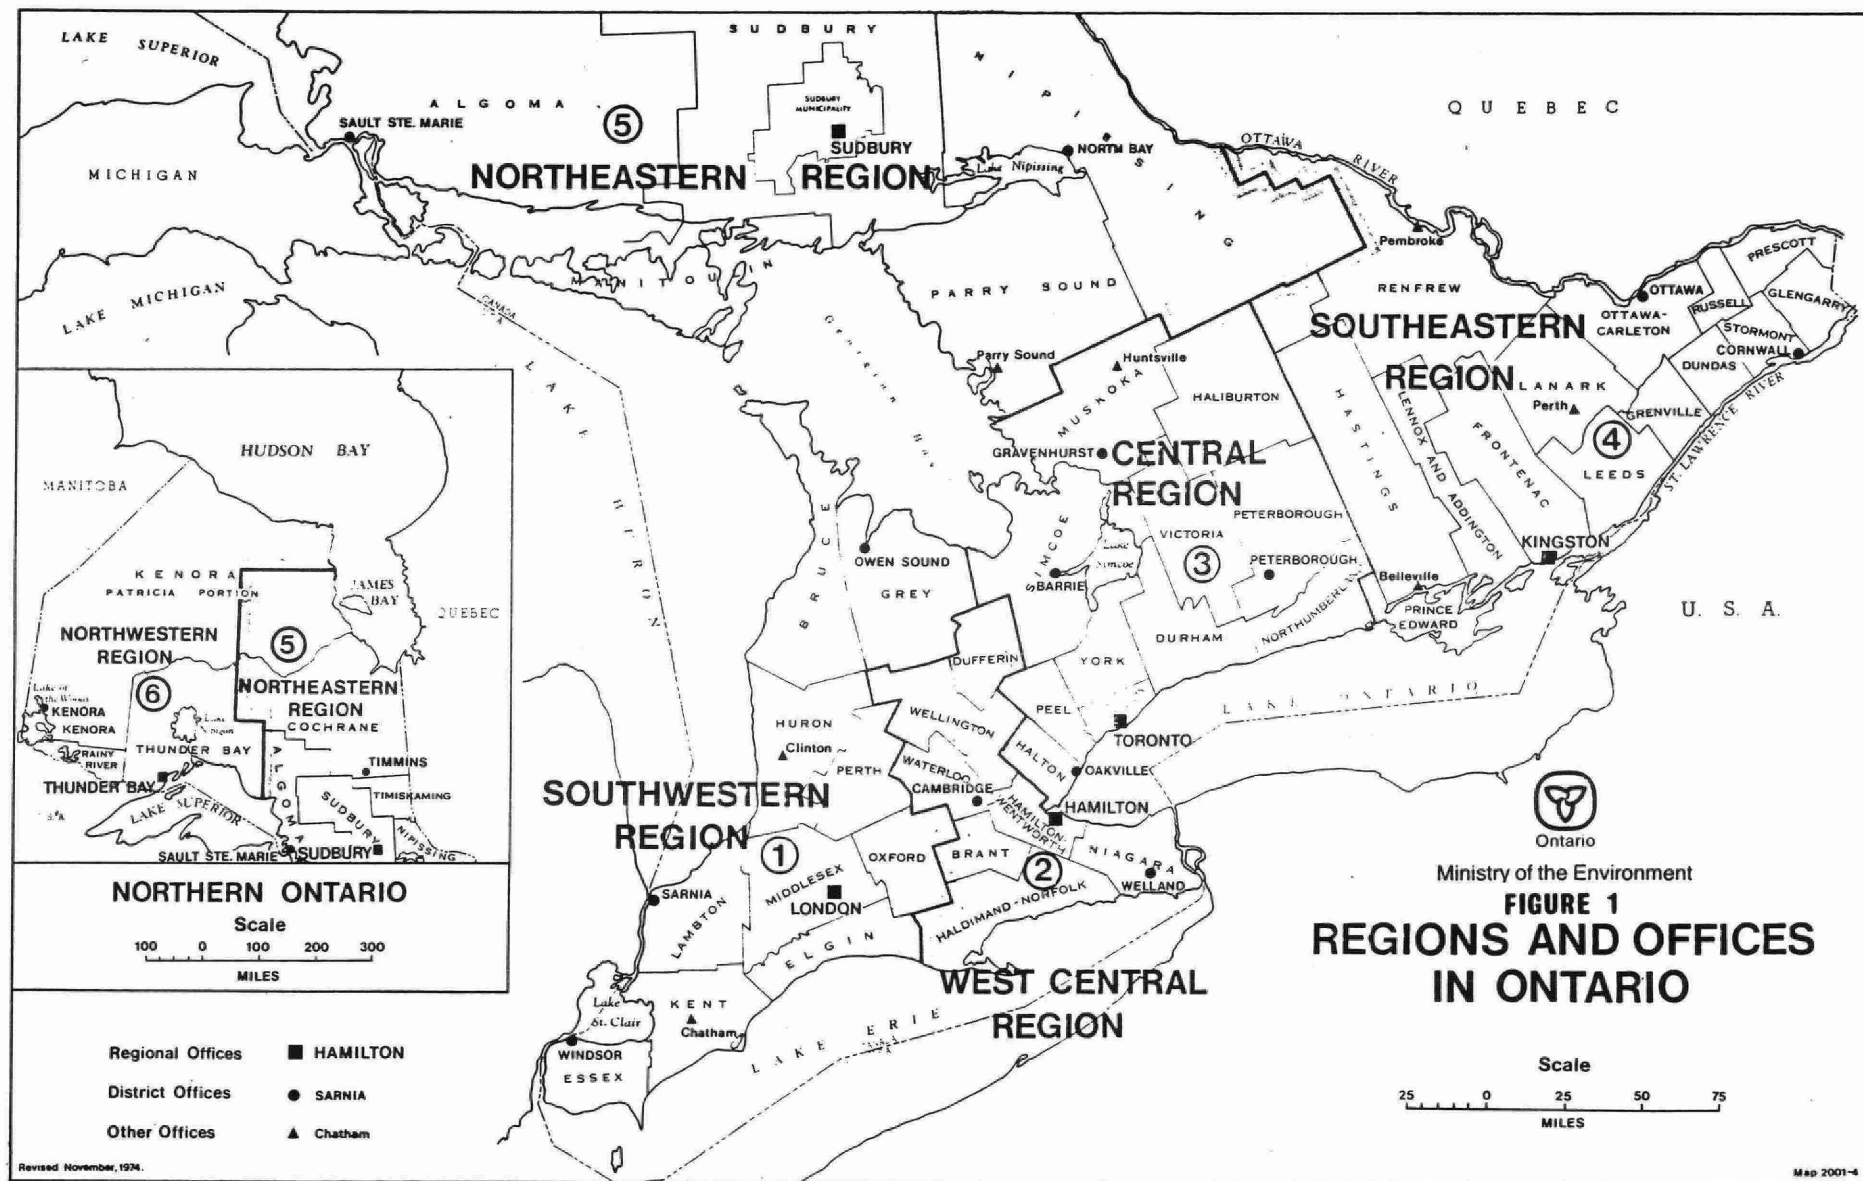 LAKE SUPERIOR
SUDBURY
NIPISSING
QUEBEC
ALGOMA
5
SUDBURY
MUNICIPALITY
SAULT STE. MARIE
SUDBURY
NORTHEASTERN REGION
NORTH BAY
Lake Nipissing
OTTAWA RIVER
MICHIGAN
Pembroke
PRESCOTT
LAKE MICHIGAN
MANITOULIN
CANADA
PARRY SOUND
RENFREW
OTTAWA
RUSSELL
GLENGARRY
OTTAWA-
CARLETON
STORMONT
CORNWALL
DUNDAS
SOUTHEASTERN
REGION
LAKE HURON
Georgian Bay
Parry Sound
Huntsville
MUSKOKA
HALIBURTON
HASTINGS
LENNOX AND ADDINGTON
FRONTENAC
LANARK
Perth
GRENVILLE
4
LEEDS
ST. LAWRENCE RIVER
GRAVENHURST
CENTRAL
REGION
BRUCE
SIMCOE
Lake
Simcoe
VICTORIA
PETERBOROUGH
3
PETERBOROUGH
KINGSTON
OWEN SOUND
GREY
BARRIE
Belleville
PRINCE
EDWARD
U. S. A.
DURHAM
NORTHUMBERLAND
DUFFERIN
YORK
LAKE ONTARIO
HURON
Clinton
WELLINGTON
PEEL
TORONTO
HALTON
PERTH
WATERLOO
CAMBRIDGE
OAKVILLE
HAMILTON
HAMILTON-
WENTWORTH
SOUTHWESTERN
REGION
1
OXFORD
BRANT
2
NIAGARA
WELLAND
MIDDLESEX
LONDON
SARNIA
LAMBTON
ELGIN
HALDIMAND-NORFOLK
WEST CENTRAL
REGION
KENT
Chatham
Lake
St. Clair
WINDSOR
ESSEX
LAKE ERIE
HUDSON BAY
MANITOBA
KENORA
PATRICIA PORTION
JAMES
BAY
QUEBEC
NORTHWESTERN
REGION
5
6
NORTHEASTERN
REGION
COCHRANE
Lake of
the Woods
KENORA
KENORA
Lake
Nipigon
RAINY
RIVER
THUNDER BAY
THUNDER BAY
ALGOMA
TIMMINS
TIMISKAMING
LAKE SUPERIOR
SUDBURY
NIPISSING
SAULT STE. MARIE
SUDBURY
NORTHERN ONTARIO
Scale
100 0 100 200 300
MILES
Regional Offices HAMILTON
District Offices SARNIA
Other Offices Chatham
Revised November, 1974.
Ontario
Ministry of the Environment
FIGURE 1
REGIONS AND OFFICES
IN ONTARIO
Scale
25 0 25 50 75
MILES
Map 2001-4